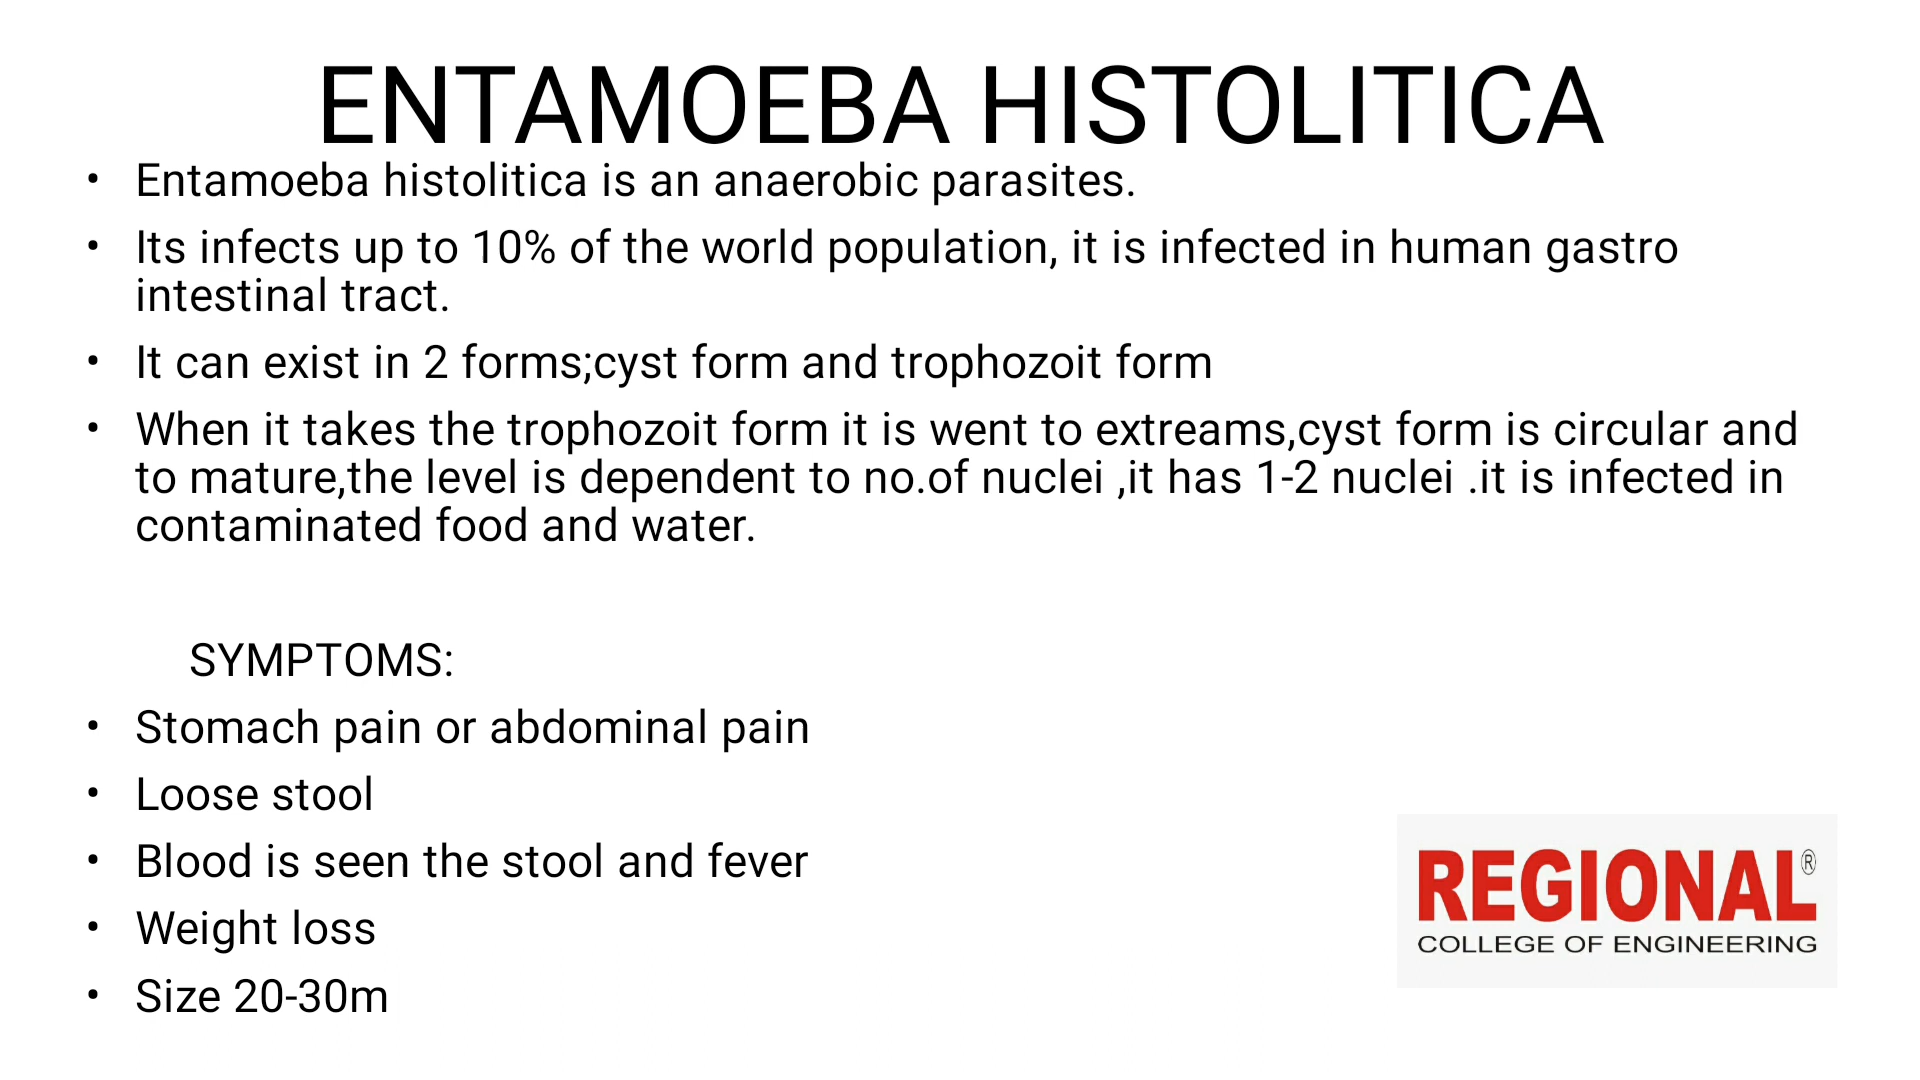 ENTAMOEBA HISTOLITICA
• Entamoeba histolitica is an anaerobic parasites.
• Its infects up to 10% of the world population, it is infected in human gastro
intestinal tract.
• It can exist in 2 forms;cyst form and trophozoit form
• When it takes the trophozoit form it is went to extreams,cyst form is circular and
to mature,the level is dependent to no.of nuclei ,it has 1-2 nuclei .it is infected in
contaminated food and water.
SYMPTOMS:
• Stomach pain or abdominal pain
• Loose stool
• Blood is seen the stool and fever
• Weight loss
• Size 20-30m
REGIONAL®
COLLEGE OF ENGINEERING